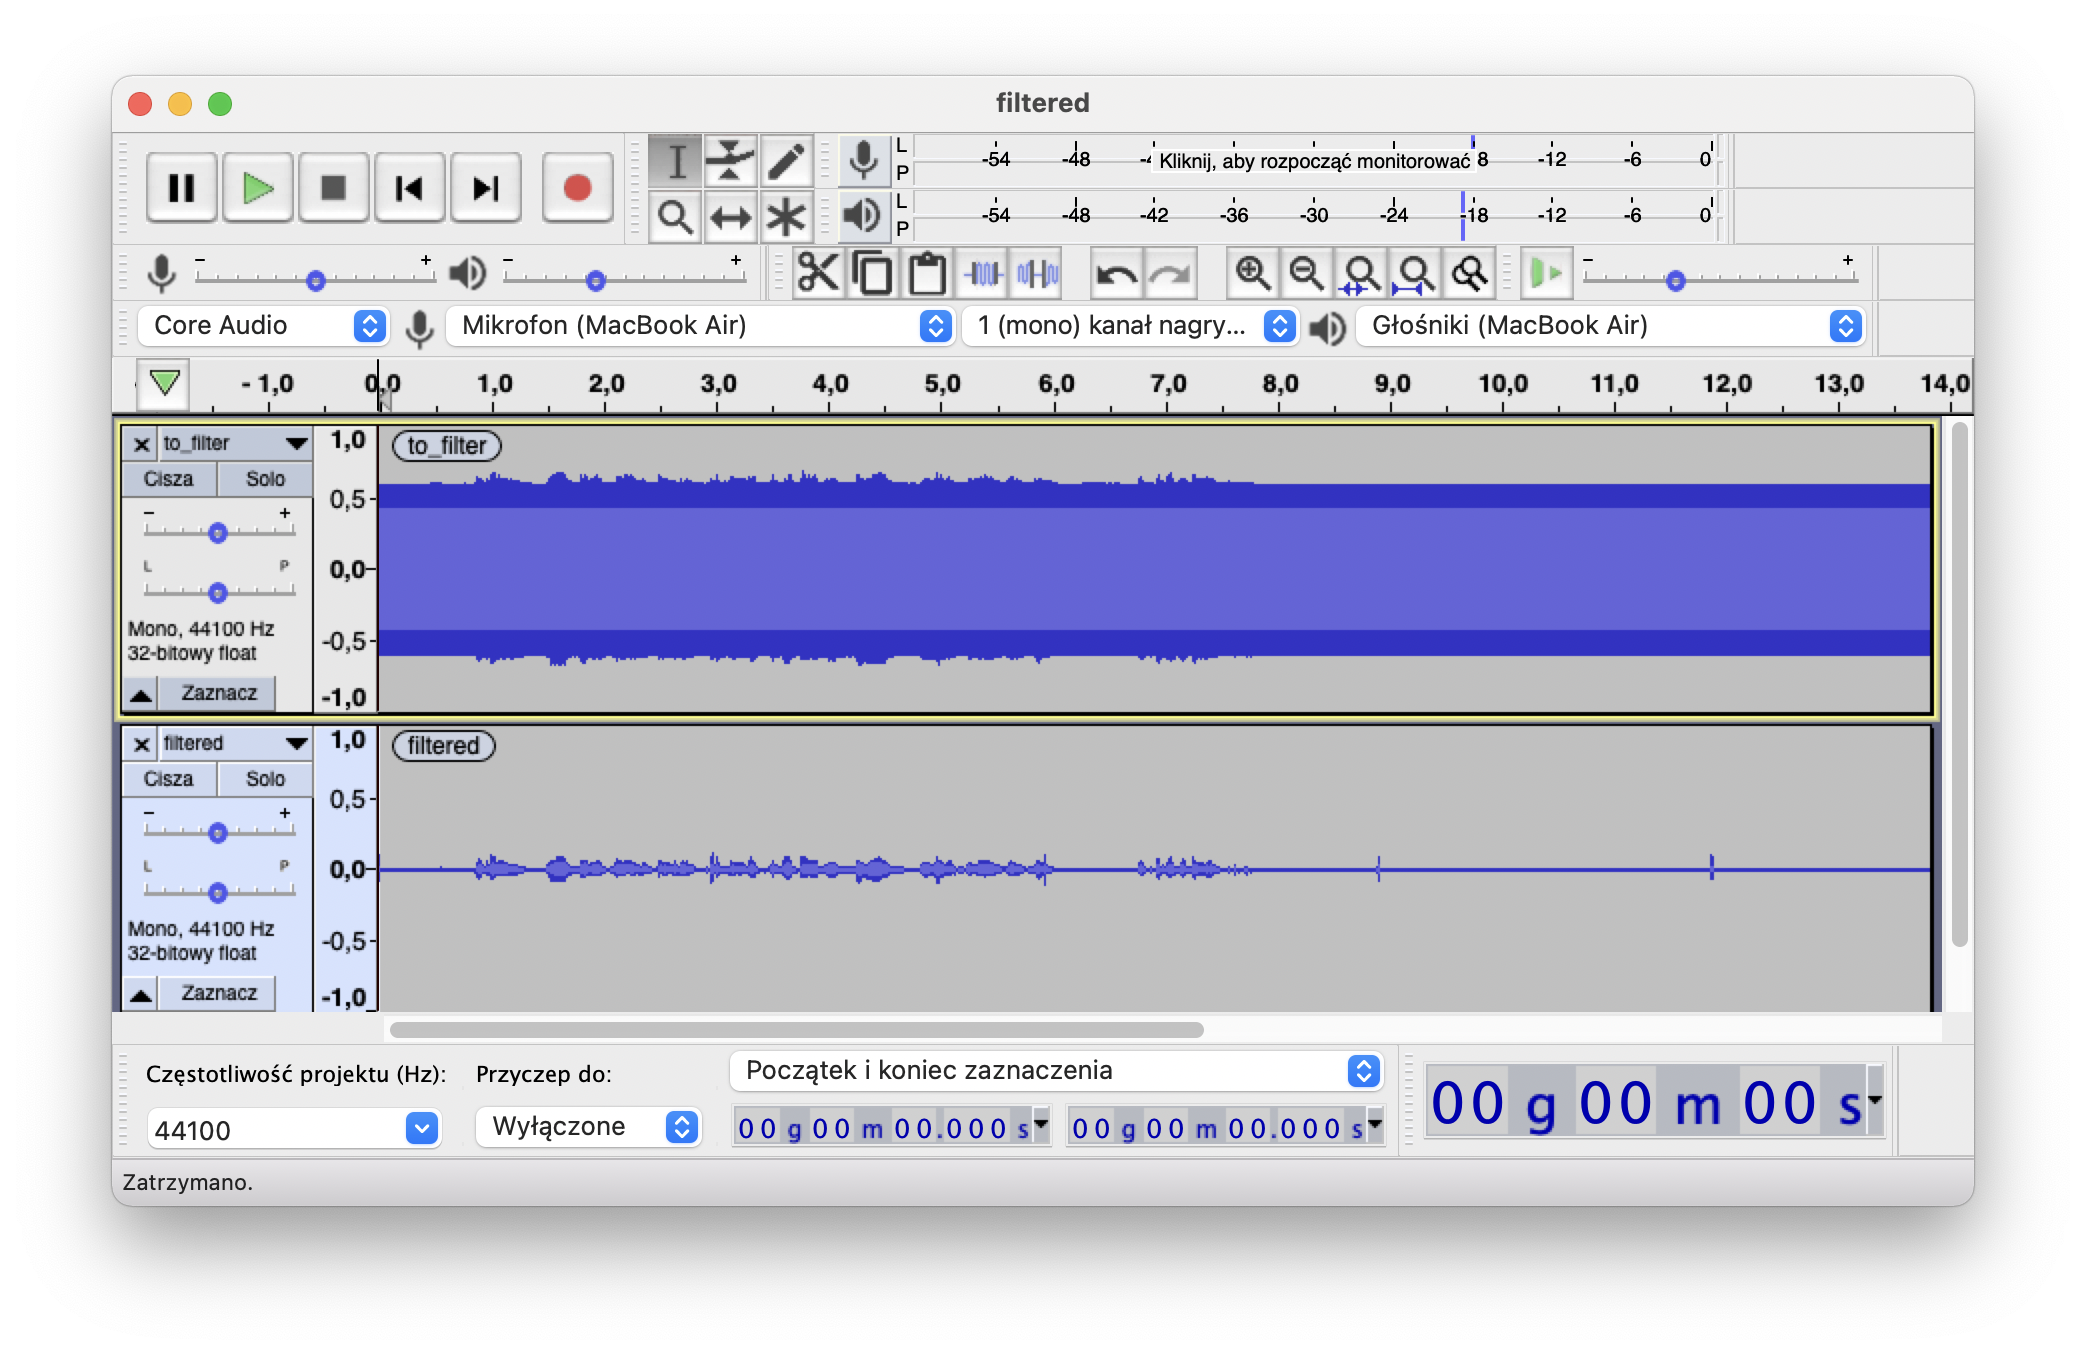 filtered
L
P
-54 -48 -4 Kliknij, aby rozpocząć monitorować 8 -12 -6 0
L
P
-54 -48 -42 -36 -30 -24 -18 -12 -6 0
- + - + - +
Core Audio Mikrofon (MacBook Air) 1 (mono) kanał nagry... Głośniki (MacBook Air)
- 1,0 0,0 1,0 2,0 3,0 4,0 5,0 6,0 7,0 8,0 9,0 10,0 11,0 12,0 13,0 14,0
x to_filter 1,0 to_filter
Cisza Solo
0,5
- +
L P
0,0
Mono, 44100 Hz
-0,5
32-bitowy float
Zaznacz -1,0
x filtered 1,0 filtered
Cisza Solo
0,5
- +
L P
0,0
Mono, 44100 Hz
-0,5
32-bitowy float
Zaznacz -1,0
Częstotliwość projektu (Hz): Przyczep do: Początek i koniec zaznaczenia
44100 Wyłączone 00 g 00 m 00.000 s 00 g 00 m 00.000 s 00 g 00 m 00 s
Zatrzymano.